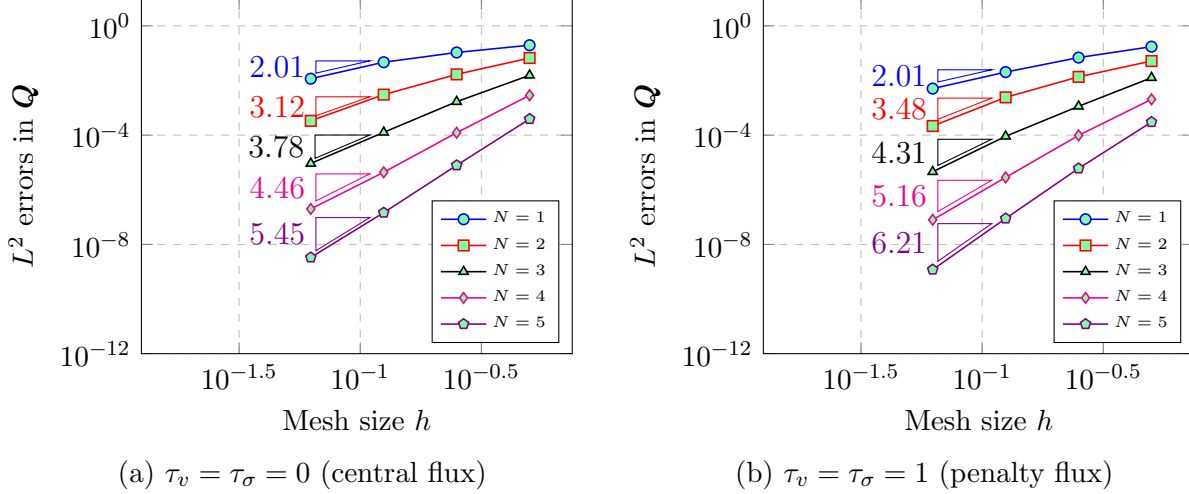 10^0
10^−4
10^−8
10^−12
L^2 errors in Q
2.01
3.12
3.78
4.46
5.45
N = 1
N = 2
N = 3
N = 4
N = 5
10^−1.5 10^−1 10^−0.5
Mesh size h
(a) τ_v = τ_σ = 0 (central flux)
10^0
10^−4
10^−8
10^−12
L^2 errors in Q
2.01
3.48
4.31
5.16
6.21
N = 1
N = 2
N = 3
N = 4
N = 5
10^−1.5 10^−1 10^−0.5
Mesh size h
(b) τ_v = τ_σ = 1 (penalty flux)